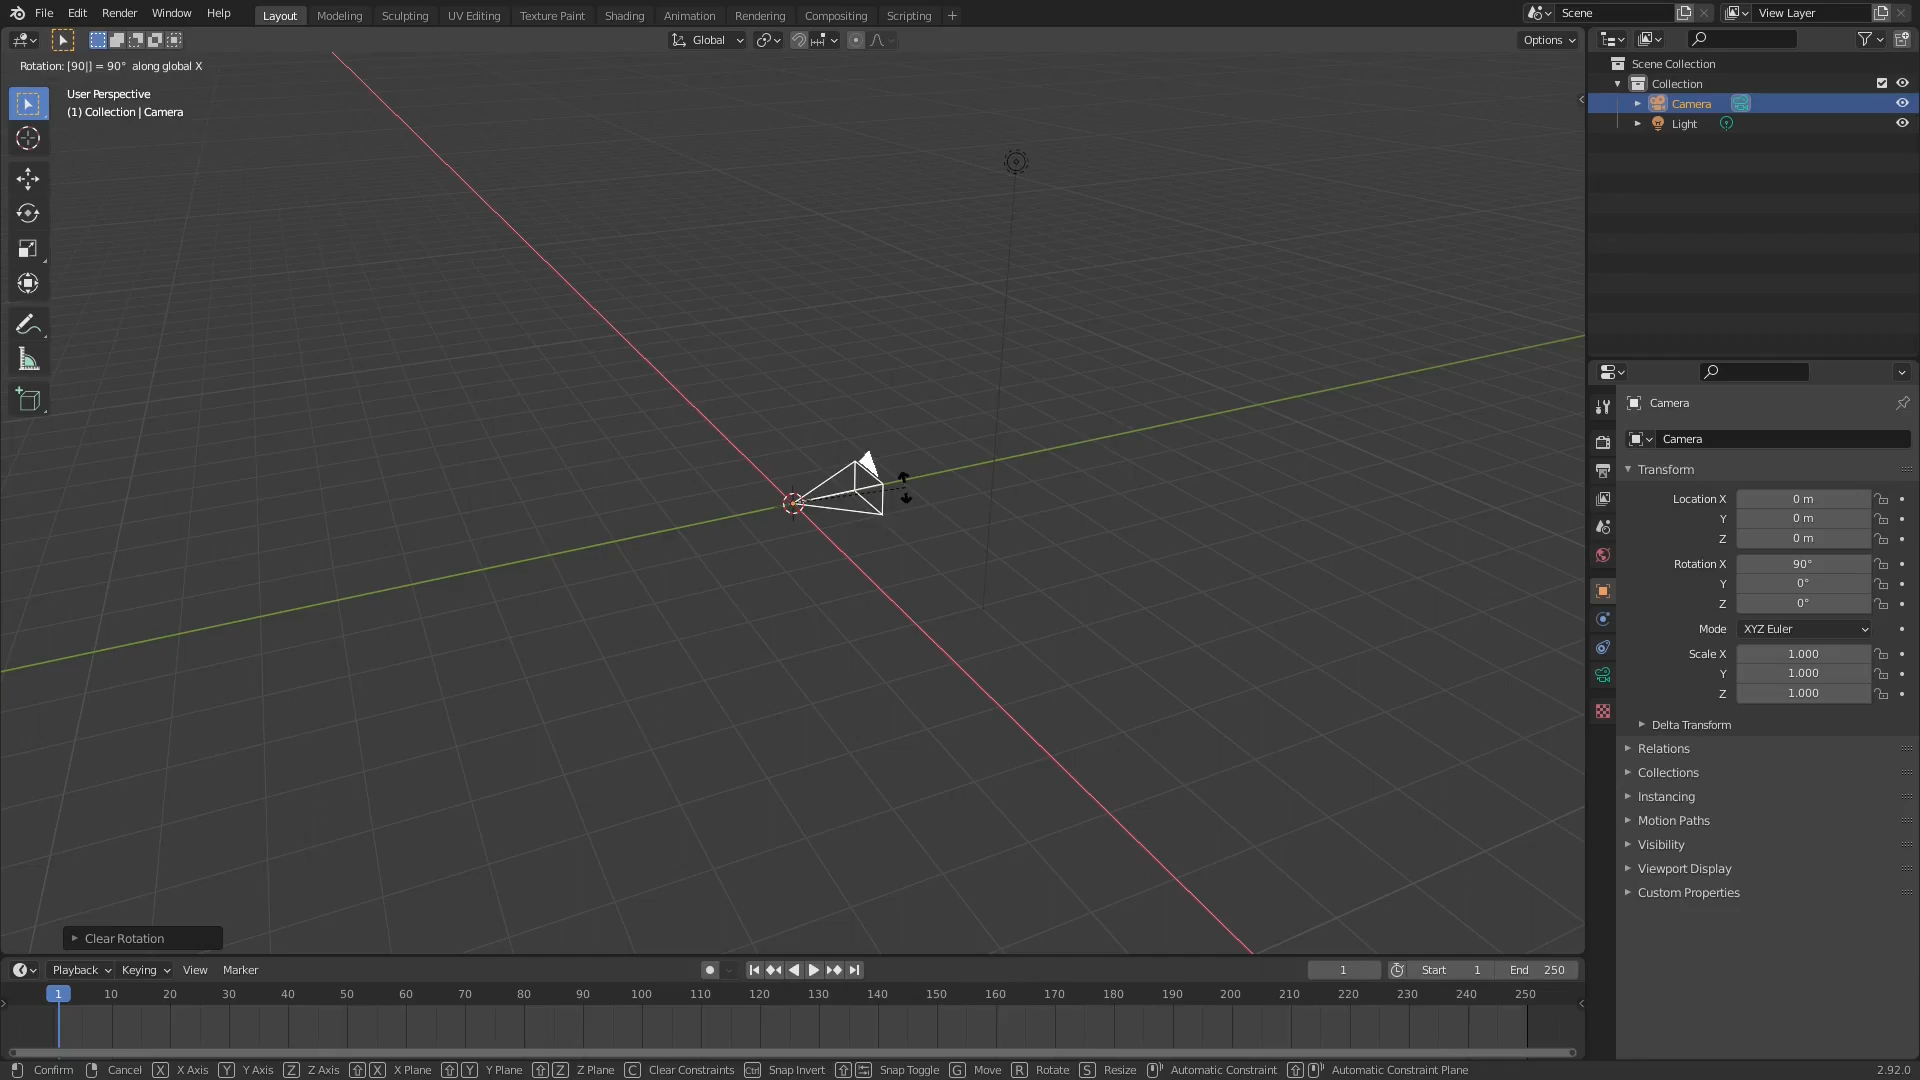 File Edit Render Window Help Layout Modeling Sculpting UV Editing Texture Paint Shading Animation Rendering Compositing Scripting + Scene View Layer
Global Options
Rotation: [90|] = 90° along global X
User Perspective
(1) Collection | Camera
Scene Collection
Collection
Camera
Light
Camera
Camera
Transform
Location X 0 m
Y 0 m
Z 0 m
Rotation X 90°
Y 0°
Z 0°
Mode XYZ Euler
Scale X 1.000
Y 1.000
Z 1.000
Delta Transform
Relations
Collections
Instancing
Motion Paths
Visibility
Viewport Display
Custom Properties
Clear Rotation
Playback Keying View Marker 1 Start 1 End 250
1 10 20 30 40 50 60 70 80 90 100 110 120 130 140 150 160 170 180 190 200 210 220 230 240 250
Confirm Cancel X X Axis Y Y Axis Z Z Axis X X Plane Y Y Plane Z Z Plane C Clear Constraints Ctrl Snap Invert Snap Toggle G Move R Rotate S Resize Automatic Constraint Automatic Constraint Plane 2.92.0